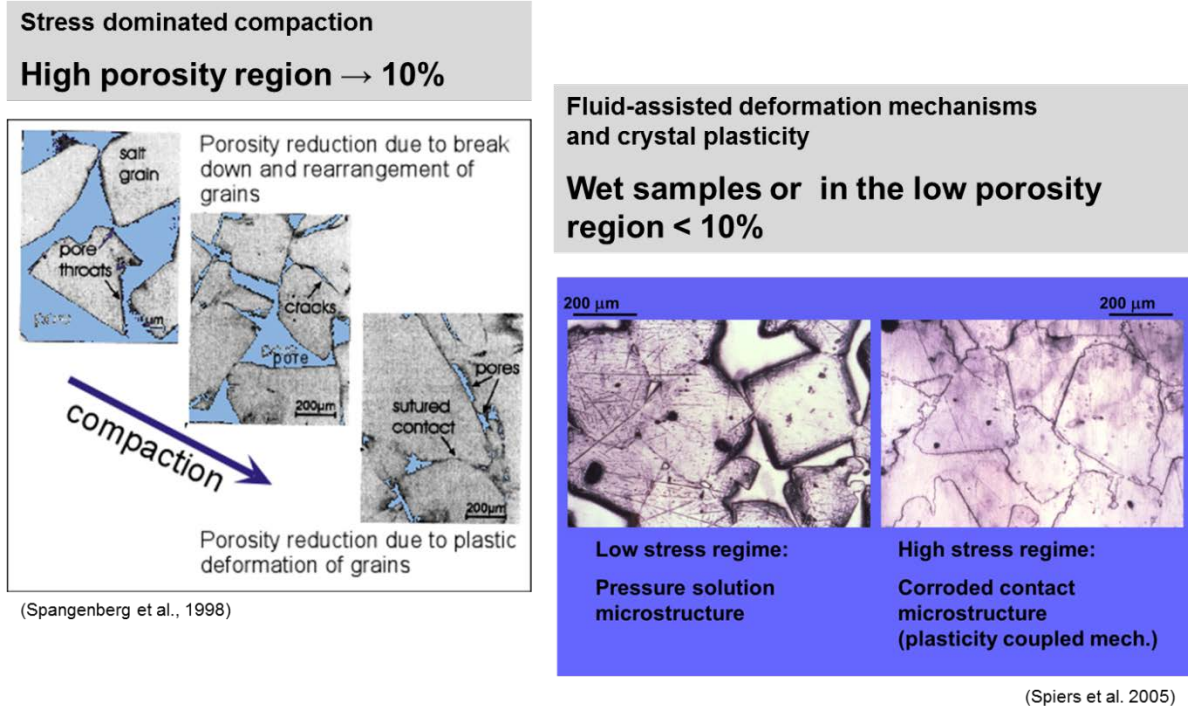 Stress dominated compaction
High porosity region → 10%
salt
grain
pore
throats
Porosity reduction due to break
down and rearrangement of
grains
cracks
pore
200µm
compaction
pores
sutured
contact
200µm
Porosity reduction due to plastic
deformation of grains
(Spangenberg et al., 1998)
Fluid-assisted deformation mechanisms
and crystal plasticity
Wet samples or in the low porosity
region < 10%
200 µm
200 µm
Low stress regime:
Pressure solution
microstructure
High stress regime:
Corroded contact
microstructure
(plasticity coupled mech.)
(Spiers et al. 2005)